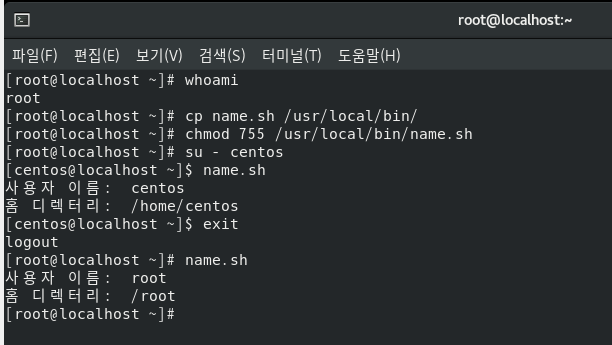 root@localhost:~
파일(F) 편집(E) 보기(V) 검색(S) 터미널(T) 도움말(H)
[root@localhost ~]# whoami
root
[root@localhost ~]# cp name.sh /usr/local/bin/
[root@localhost ~]# chmod 755 /usr/local/bin/name.sh
[root@localhost ~]# su - centos
[centos@localhost ~]$ name.sh
사용자 이름:  centos
홈 디렉터리:  /home/centos
[centos@localhost ~]$ exit
logout
[root@localhost ~]# name.sh
사용자 이름:  root
홈 디렉터리:  /root
[root@localhost ~]#